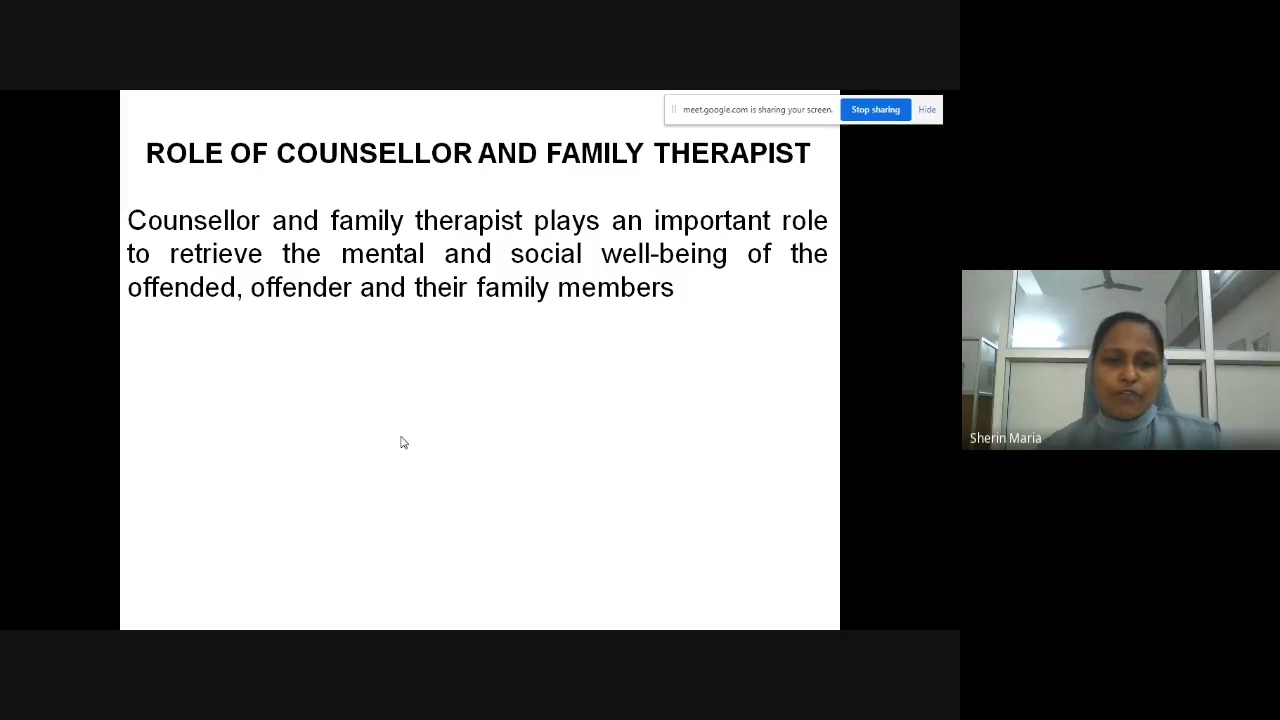 meet.google.com is sharing your screen.
Stop sharing
Hide
ROLE OF COUNSELLOR AND FAMILY THERAPIST
Counsellor and family therapist plays an important role
to retrieve the mental and social well-being of the
offended, offender and their family members
Sherin Maria